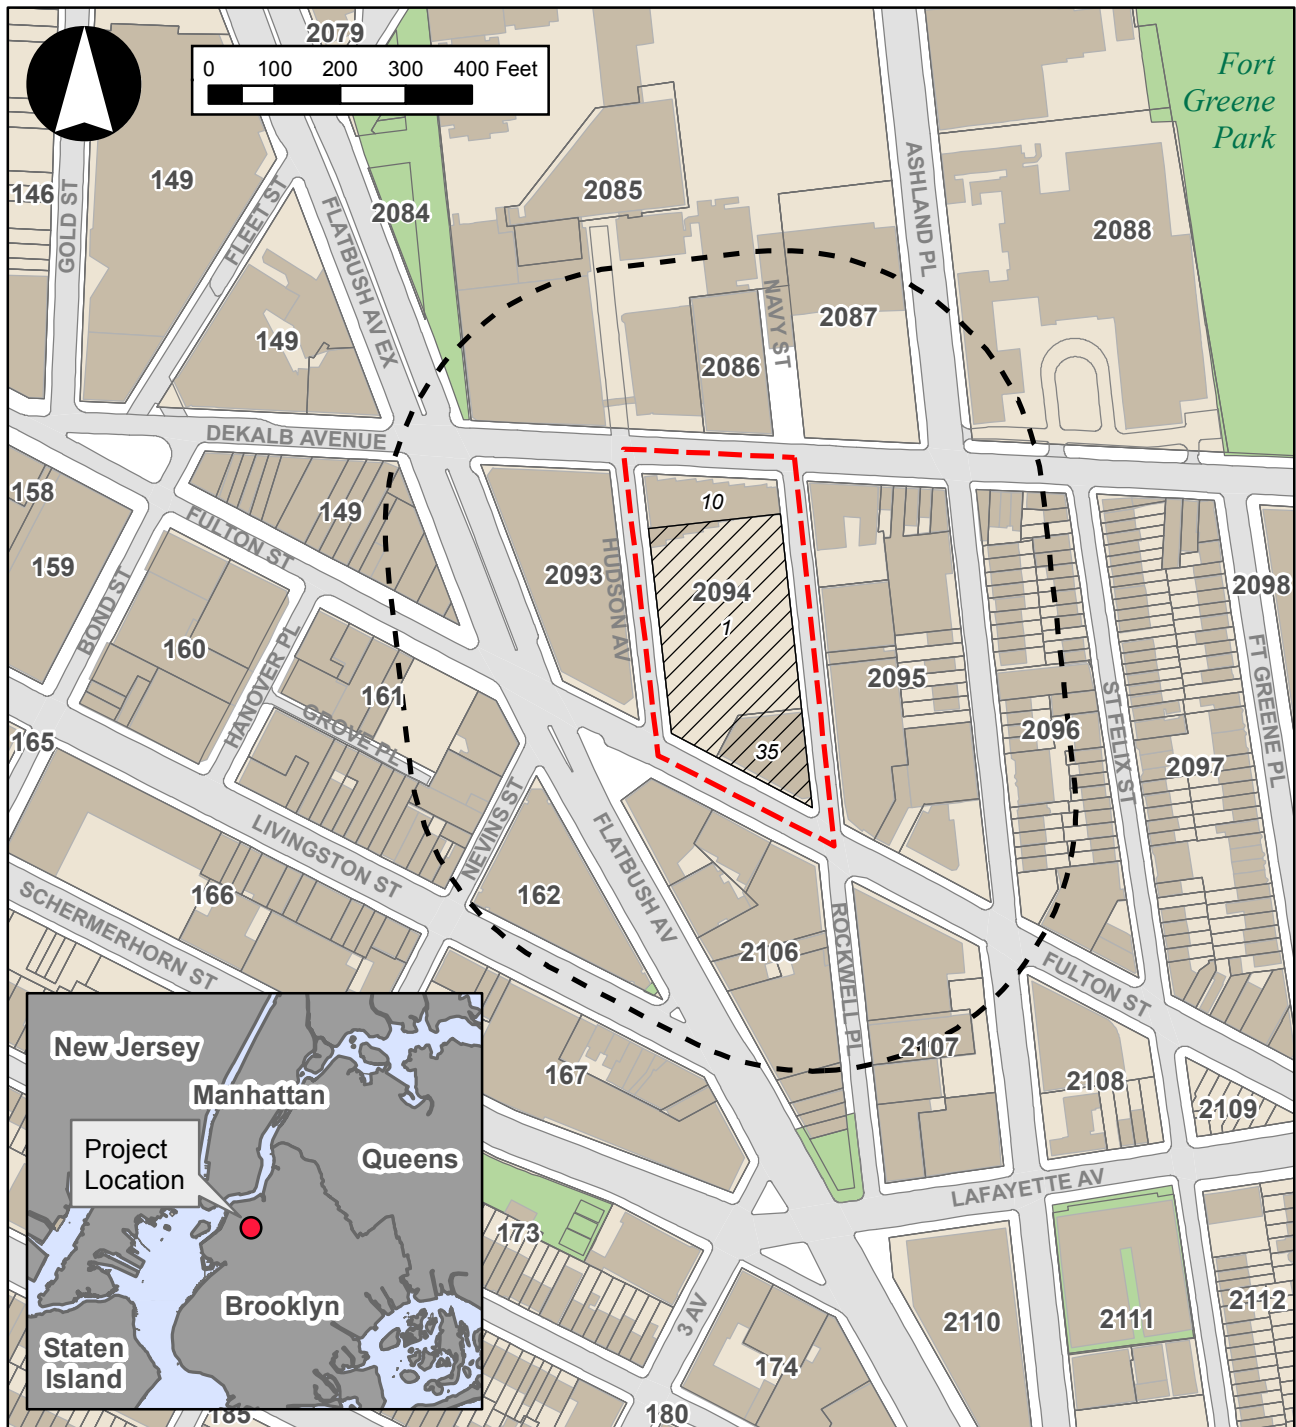 2079
0 100 200 300 400 Feet
Fort
Greene
Park
146
149
GOLD ST
FLEET ST
FLATBUSH AV EX
2084
2085
ASHLAND PL
2088
149
2086
NAVY ST
2087
DEKALB AVENUE
158
159
BOND ST
FULTON ST
149
2093
HUDSON AV
10
2094
1
35
2095
2096
ST FELIX ST
2097
2098
FT GREENE PL
160
HANOVER PL
161
GROVE PL
165
LIVINGSTON ST
NEVINS ST
162
FLATBUSH AV
166
SCHERMERHORN ST
2106
ROCKWELL PL
FULTON ST
2107
2108
2109
167
LAFAYETTE AV
173
3 AV
174
180
185
2110
2111
2112
New Jersey
Manhattan
Queens
Project
Location
Brooklyn
Staten
Island